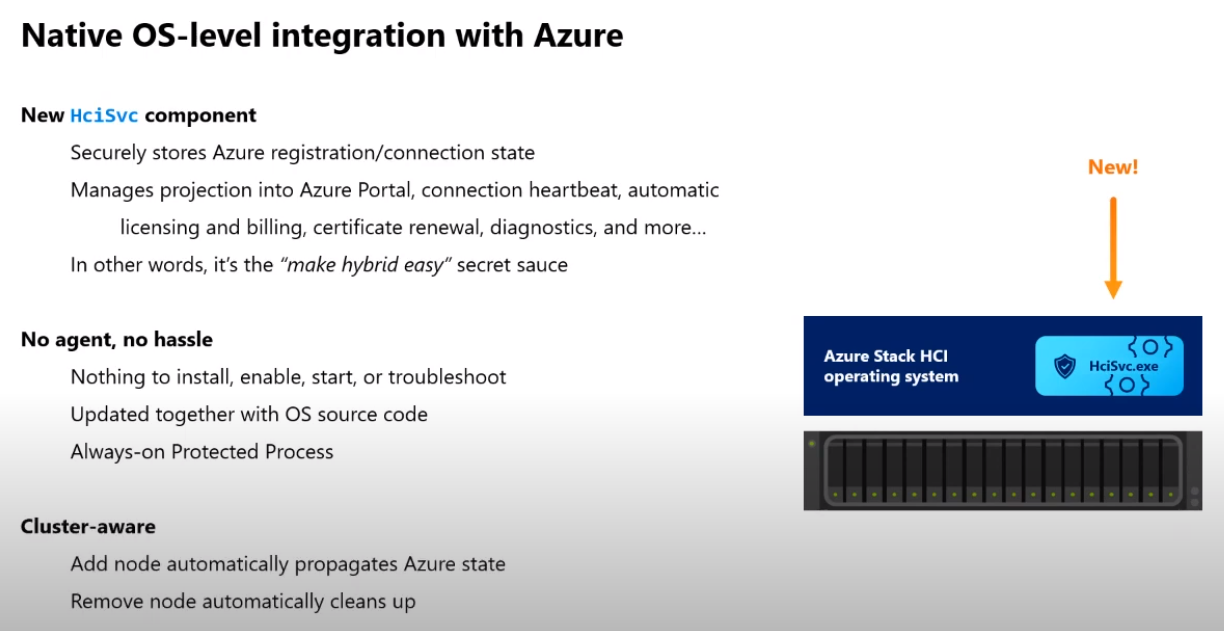 Native OS-level integration with Azure
New HciSvc component
Securely stores Azure registration/connection state
Manages projection into Azure Portal, connection heartbeat, automatic
licensing and billing, certificate renewal, diagnostics, and more...
In other words, it's the “make hybrid easy” secret sauce
No agent, no hassle
Nothing to install, enable, start, or troubleshoot
Updated together with OS source code
Always-on Protected Process
Cluster-aware
Add node automatically propagates Azure state
Remove node automatically cleans up
New!
Azure Stack HCI
operating system
HciSvc.exe